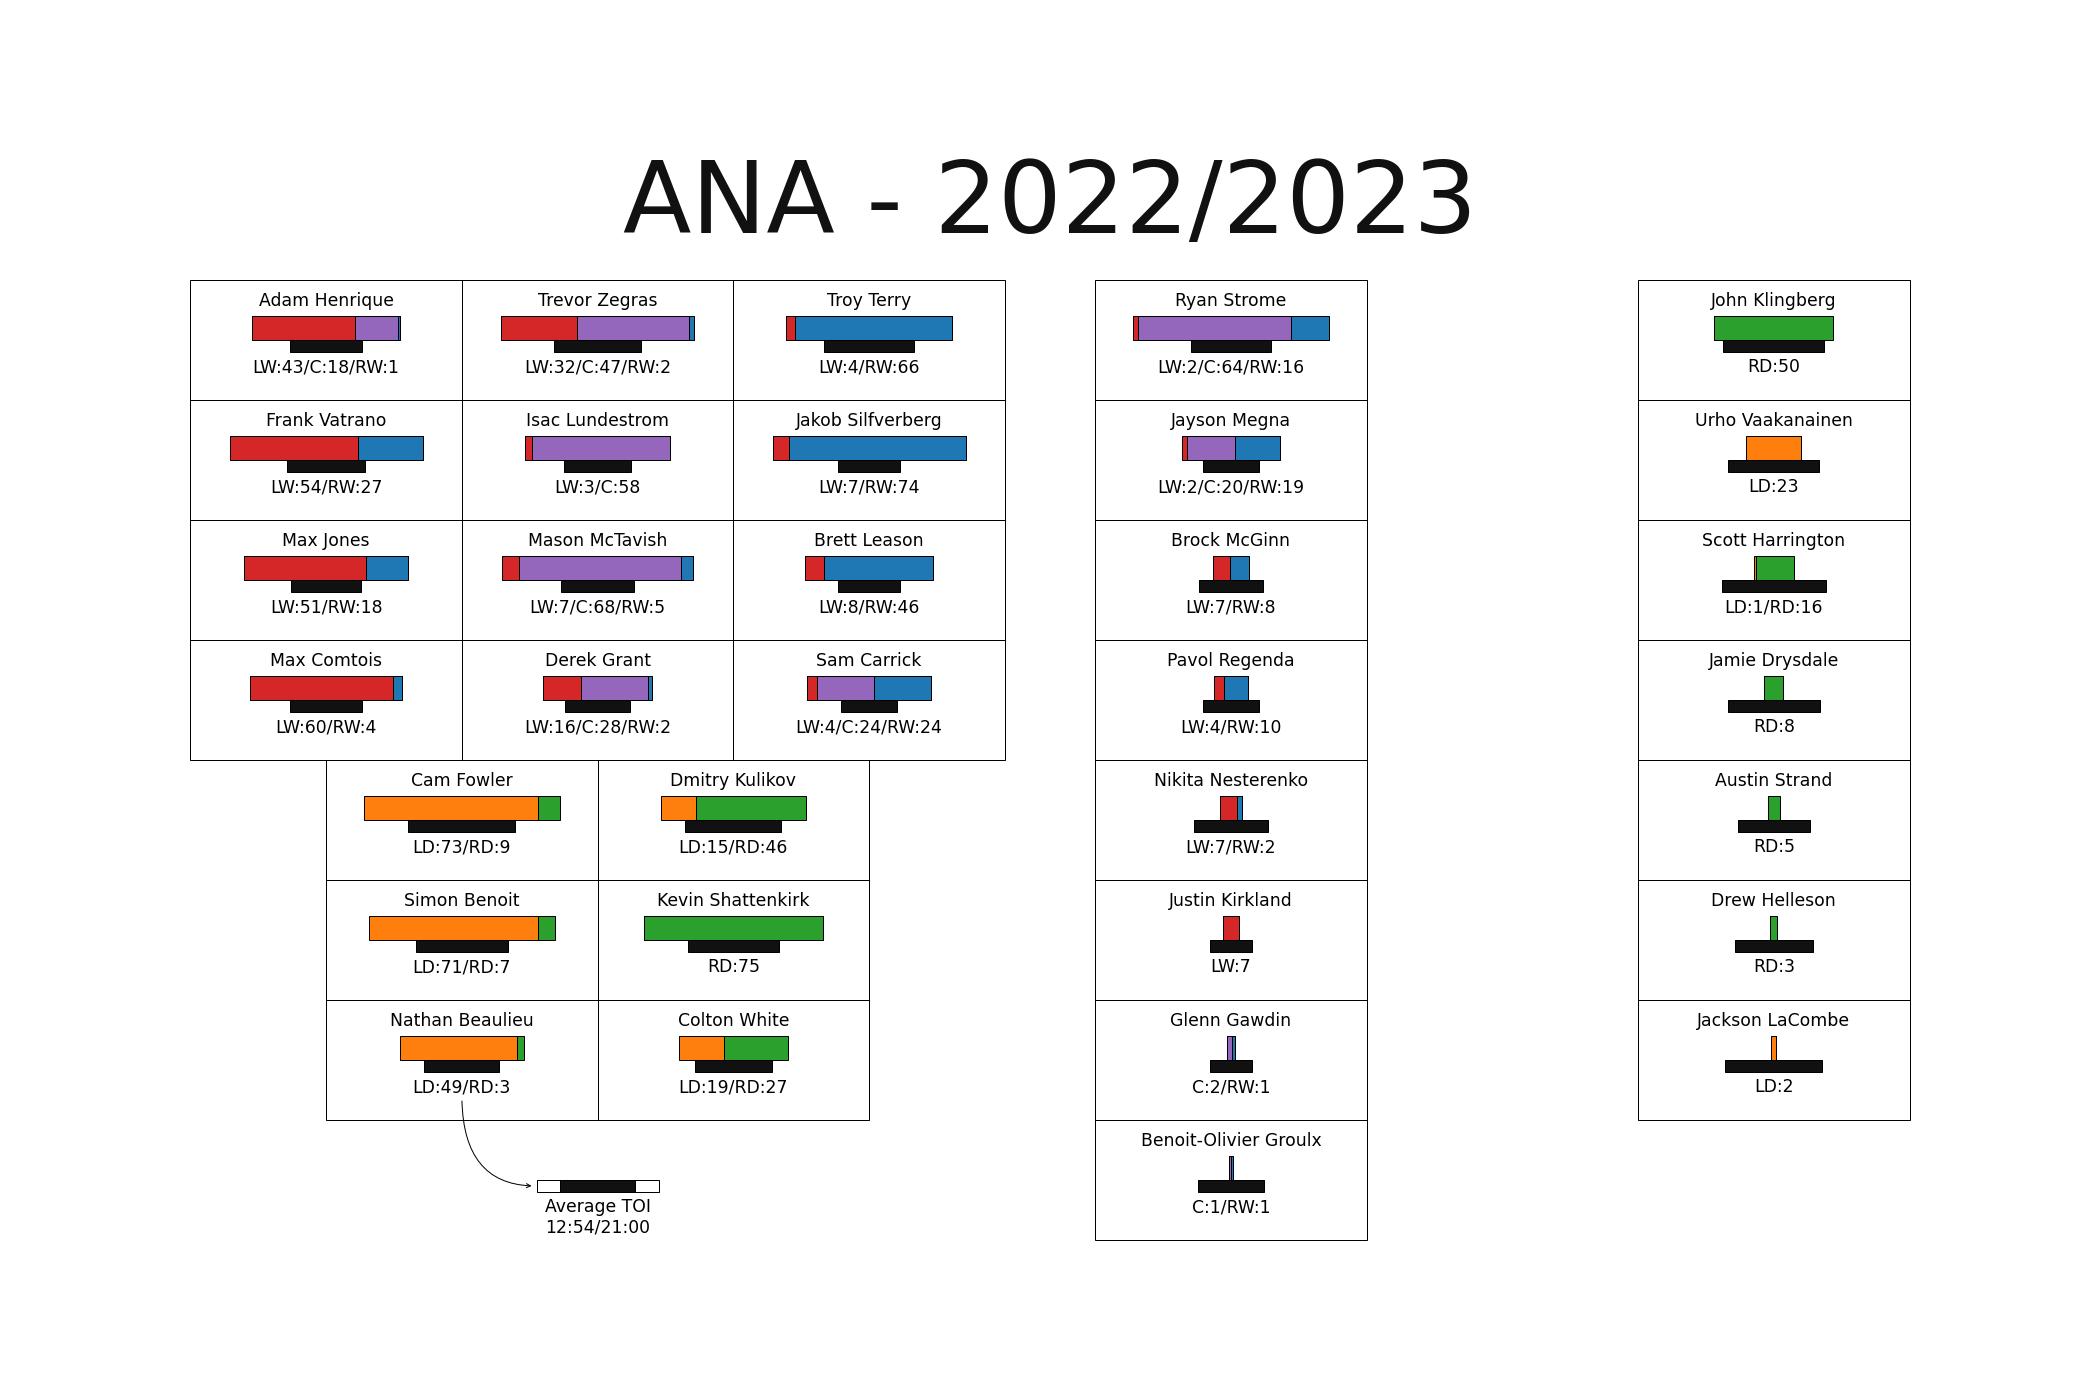 ANA - 2022/2023
Adam Henrique
LW:43/C:18/RW:1
Trevor Zegras
LW:32/C:47/RW:2
Troy Terry
LW:4/RW:66
Frank Vatrano
LW:54/RW:27
Isac Lundestrom
LW:3/C:58
Jakob Silfverberg
LW:7/RW:74
Max Jones
LW:51/RW:18
Mason McTavish
LW:7/C:68/RW:5
Brett Leason
LW:8/RW:46
Max Comtois
LW:60/RW:4
Derek Grant
LW:16/C:28/RW:2
Sam Carrick
LW:4/C:24/RW:24
Cam Fowler
LD:73/RD:9
Dmitry Kulikov
LD:15/RD:46
Simon Benoit
LD:71/RD:7
Kevin Shattenkirk
RD:75
Nathan Beaulieu
LD:49/RD:3
Colton White
LD:19/RD:27
Average TOI
12:54/21:00
Ryan Strome
LW:2/C:64/RW:16
Jayson Megna
LW:2/C:20/RW:19
Brock McGinn
LW:7/RW:8
Pavol Regenda
LW:4/RW:10
Nikita Nesterenko
LW:7/RW:2
Justin Kirkland
LW:7
Glenn Gawdin
C:2/RW:1
Benoit-Olivier Groulx
C:1/RW:1
John Klingberg
RD:50
Urho Vaakanainen
LD:23
Scott Harrington
LD:1/RD:16
Jamie Drysdale
RD:8
Austin Strand
RD:5
Drew Helleson
RD:3
Jackson LaCombe
LD:2